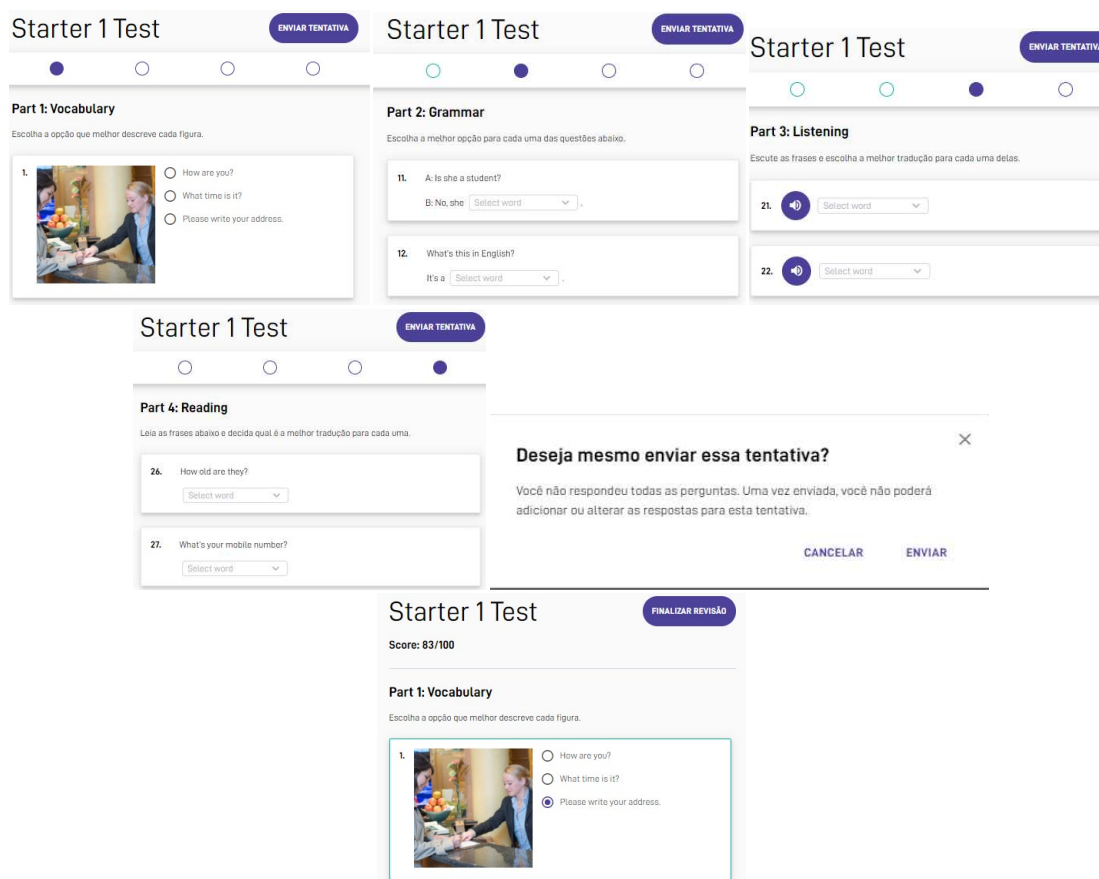 Starter 1 Test
ENVIAR TENTATIVA
Part 1: Vocabulary
Escolha a opção que melhor descreve cada figura.
1.
How are you?
What time is it?
Please write your address.
Starter 1 Test
ENVIAR TENTATIVA
Part 2: Grammar
Escolha a melhor opção para cada uma das questões abaixo.
11. A: Is she a student?
B: No, she Select word .
12. What's this in English?
It's a Select word .
Starter 1 Test
ENVIAR TENTATIVA
Part 3: Listening
Escute as frases e escolha a melhor tradução para cada uma delas.
21. Select word
22. Select word
Starter 1 Test
ENVIAR TENTATIVA
Part 4: Reading
Leia as frases abaixo e decida qual é a melhor tradução para cada uma.
26. How old are they?
Select word
27. What's your mobile number?
Select word
Deseja mesmo enviar essa tentativa?
Você não respondeu todas as perguntas. Uma vez enviada, você não poderá
adicionar ou alterar as respostas para esta tentativa.
CANCELAR ENVIAR
Starter 1 Test
FINALIZAR REVISÃO
Score: 83/100
Part 1: Vocabulary
Escolha a opção que melhor descreve cada figura.
1.
How are you?
What time is it?
Please write your address.